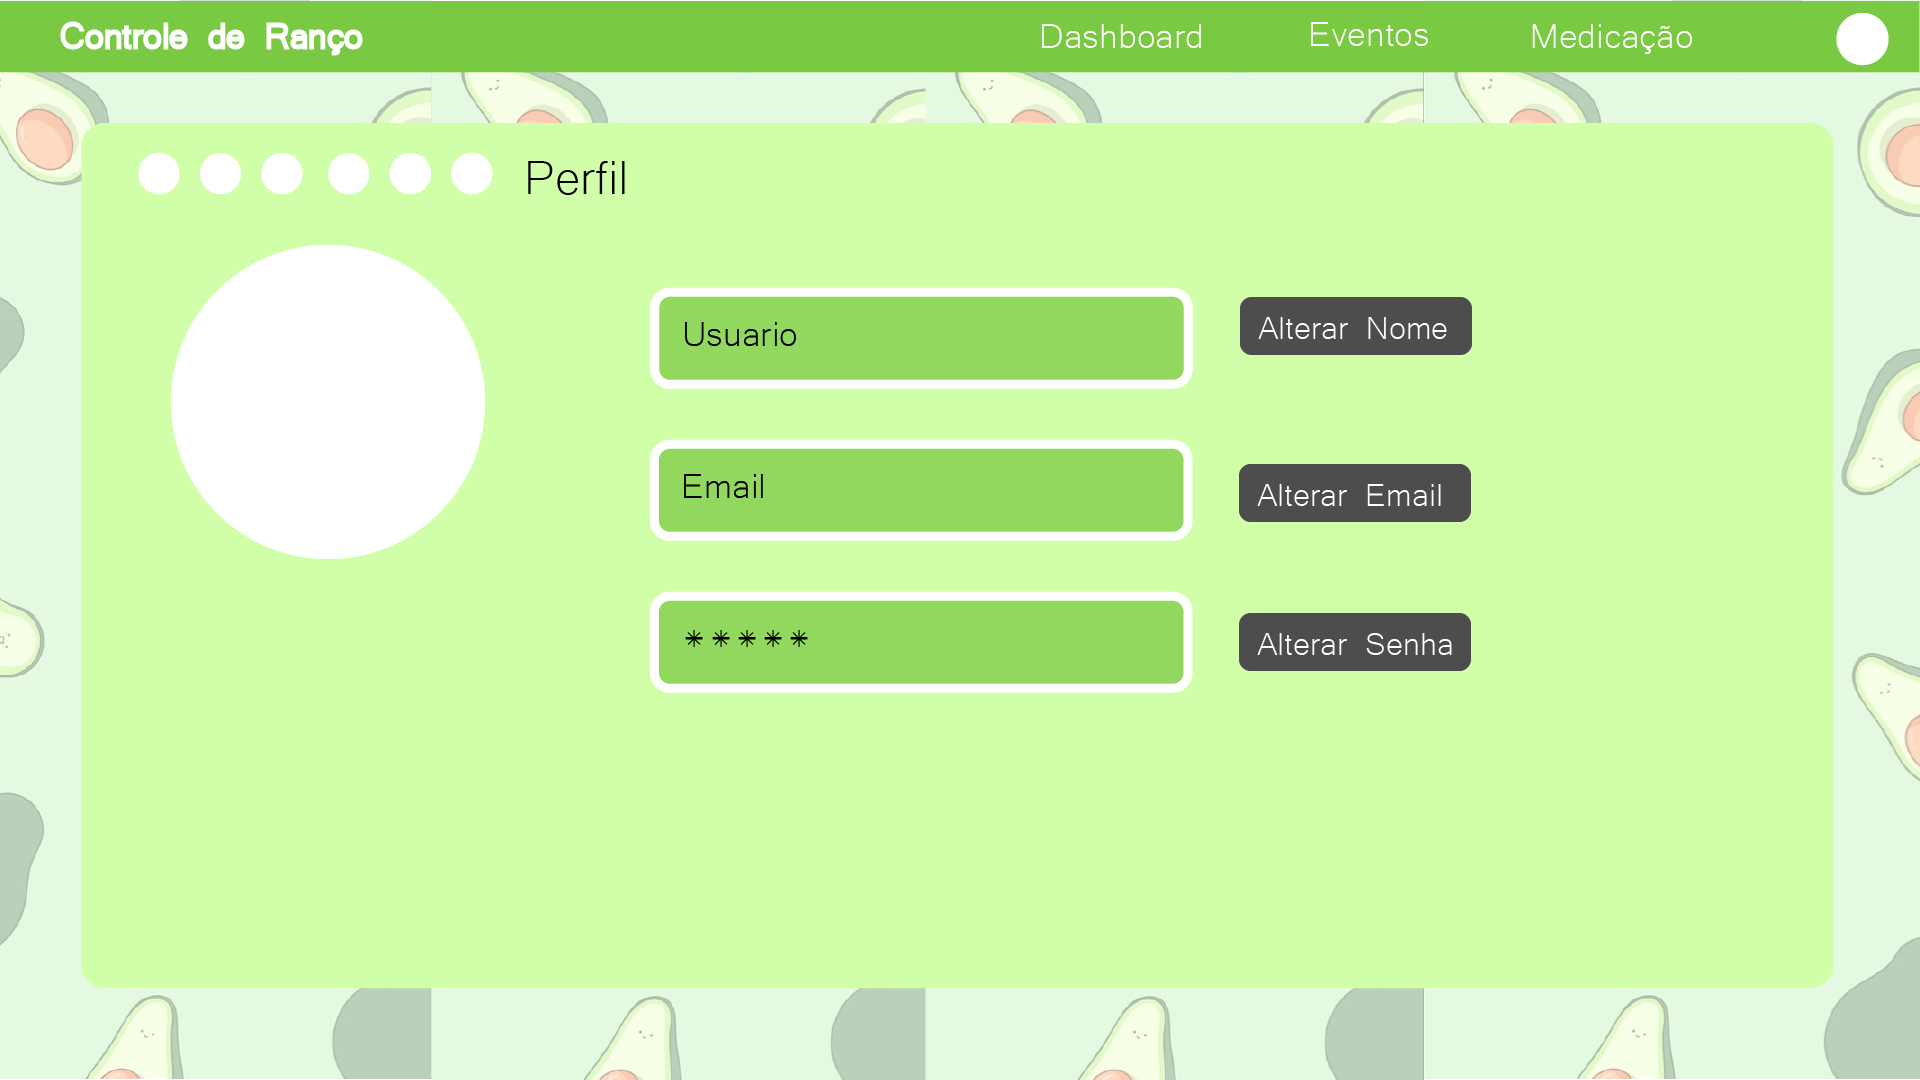 Controle de Ranço
Dashboard
Eventos
Medicação
Perfil
Usuario
Alterar Nome
Email
Alterar Email
*****
Alterar Senha